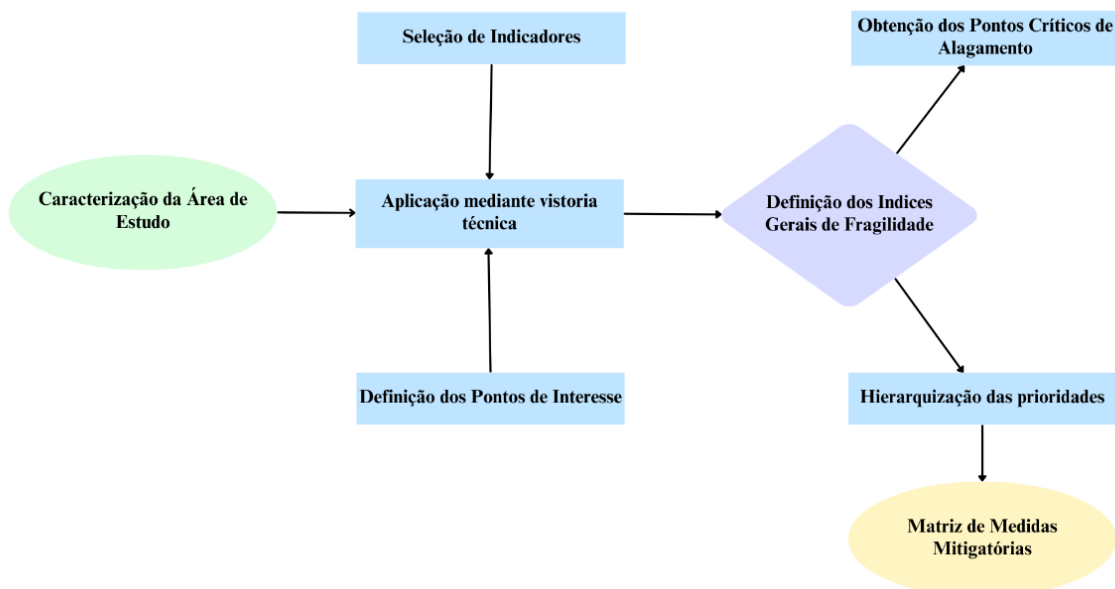 Seleção de Indicadores
Obtenção dos Pontos Críticos de
Alagamento
Caracterização da Área de
Estudo
Aplicação mediante vistoria
técnica
Definição dos Indices
Gerais de Fragilidade
Definição dos Pontos de Interesse
Hierarquização das prioridades
Matriz de Medidas
Mitigatórias